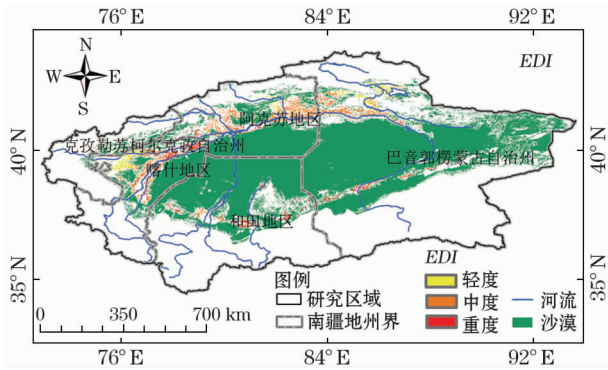 76° E
84° E
92° E
N
W
E
S
EDI
阿克苏地区
克孜勒苏柯尔克孜自治州
40° N
40° N
巴音郭楞蒙古自治州
喀什地区
和田地区
35° N
35° N
图例
研究区域
南疆地州界
EDI
轻度
中度
重度
河流
沙漠
0
350
700 km
76° E
84° E
92° E